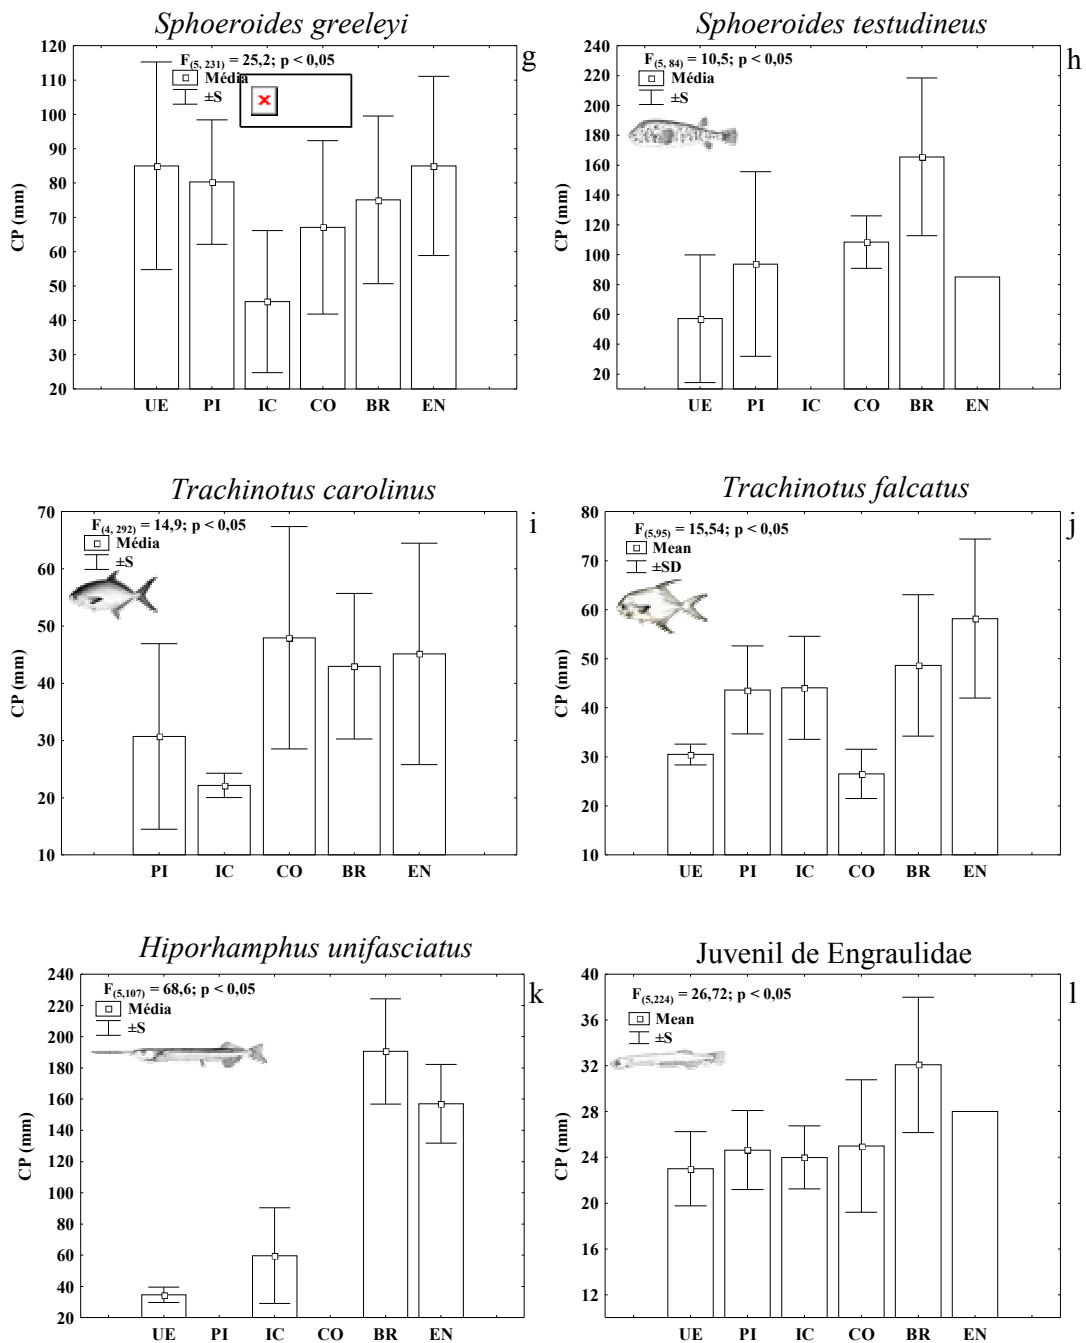 Sphoeroides greeleyi
g
F(5, 231) = 25,2; p < 0,05
Média
±S
CP (mm)
120
110
100
90
80
70
60
50
40
30
20
UE PI IC CO BR EN
Sphoeroides testudineus
h
F(5, 84) = 10,5; p < 0,05
Média
±S
CP (mm)
240
220
200
180
160
140
120
100
80
60
40
20
UE PI IC CO BR EN
Trachinotus carolinus
i
F(4, 292) = 14,9; p < 0,05
Média
±S
CP (mm)
70
60
50
40
30
20
10
PI IC CO BR EN
Trachinotus falcatus
j
F(5,95) = 15,54; p < 0,05
Mean
±SD
CP (mm)
80
70
60
50
40
30
20
10
UE PI IC CO BR EN
Hiporhamphus unifasciatus
k
F(5,107) = 68,6; p < 0,05
Média
±S
CP (mm)
240
220
200
180
160
140
120
100
80
60
40
20
UE PI IC CO BR EN
Juvenil de Engraulidae
l
F(5,224) = 26,72; p < 0,05
Mean
±S
CP (mm)
40
36
32
28
24
20
16
12
UE PI IC CO BR EN